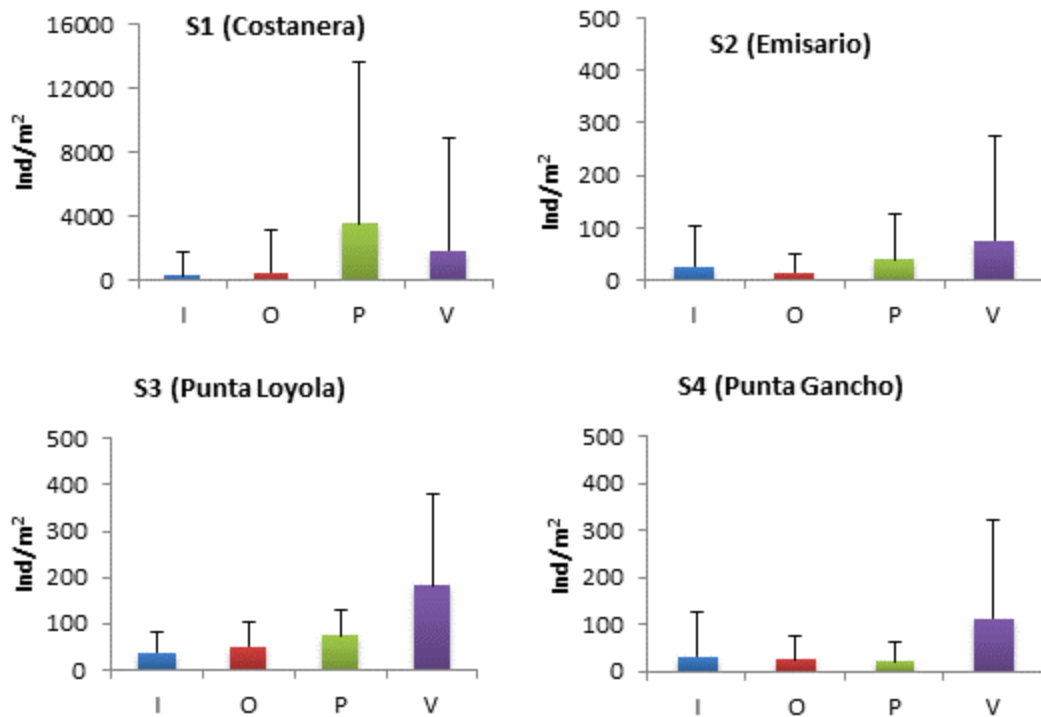 S1 (Costanera)
16000
12000
8000
4000
0
Ind/m²
I O P V
S2 (Emisario)
500
400
300
200
100
0
Ind/m²
I O P V
S3 (Punta Loyola)
500
400
300
200
100
0
Ind/m²
I O P V
S4 (Punta Gancho)
500
400
300
200
100
0
Ind/m²
I O P V